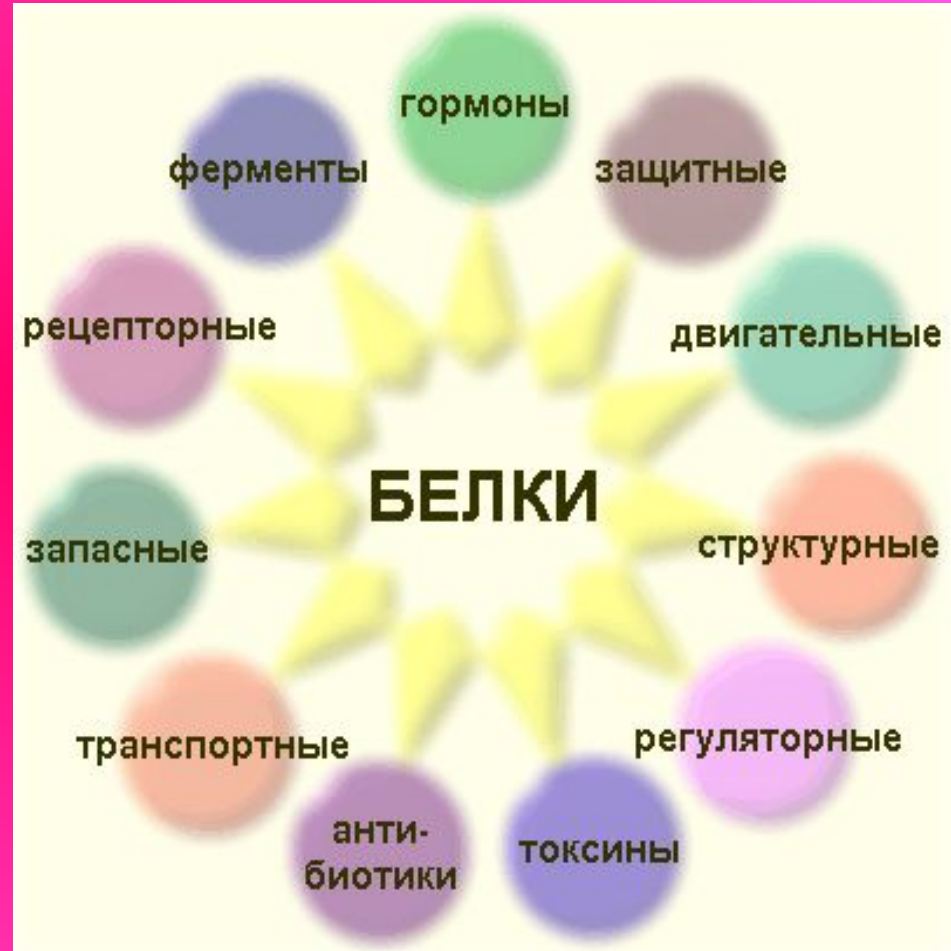 гормоны
ферменты
защитные
рецепторные
двигательные
БЕЛКИ
запасные
структурные
транспортные
регуляторные
анти-
биотики
токсины